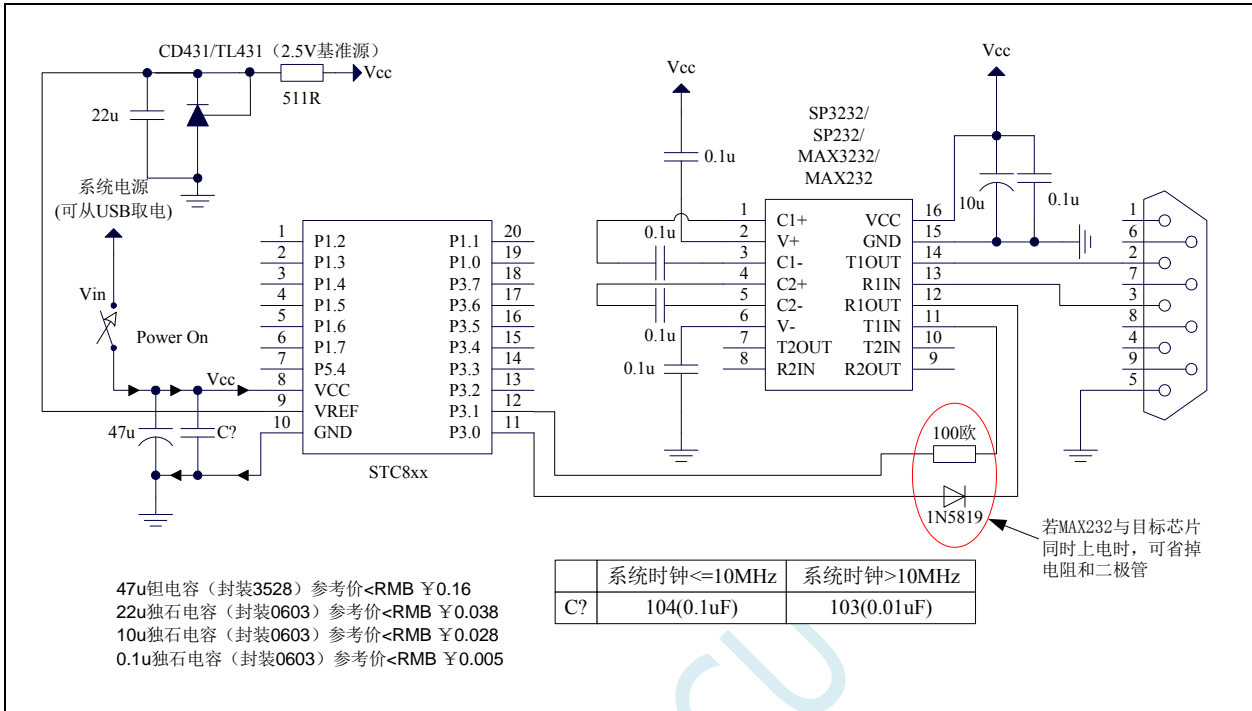 CD431/TL431（2.5V基准源）
Vcc
511R
22u
系统电源
(可从USB取电)
Vin
Power On
Vcc
47u
C?
1 P1.2 P1.1 20
2 P1.3 P1.0 19
3 P1.4 P3.7 18
4 P1.5 P3.6 17
5 P1.6 P3.5 16
6 P1.7 P3.4 15
7 P5.4 P3.3 14
8 VCC P3.2 13
9 VREF P3.1 12
10 GND P3.0 11
STC8xx
Vcc
0.1u
0.1u
0.1u
0.1u
SP3232/
SP232/
MAX3232/
MAX232
1 C1+ VCC 16
2 V+ GND 15
3 C1- T1OUT 14
4 C2+ R1IN 13
5 C2- R1OUT 12
6 V- T1IN 11
7 T2OUT T2IN 10
8 R2IN R2OUT 9
Vcc
10u
0.1u
1
6
2
7
3
8
4
9
5
100欧
1N5819
若MAX232与目标芯片
同时上电时，可省掉
电阻和二极管
47u钽电容（封装3528）参考价<RMB ￥0.16
22u独石电容（封装0603）参考价<RMB ￥0.038
10u独石电容（封装0603）参考价<RMB ￥0.028
0.1u独石电容（封装0603）参考价<RMB ￥0.005
系统时钟<=10MHz 系统时钟>10MHz
C? 104(0.1uF) 103(0.01uF)